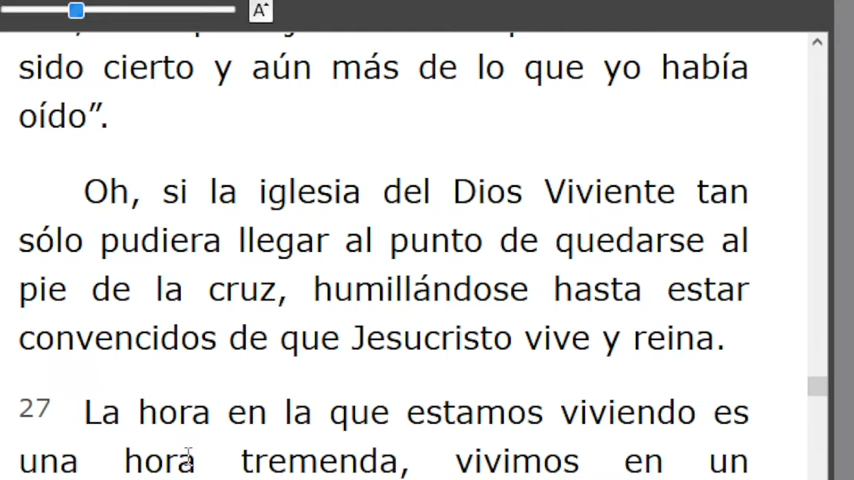 A
sido cierto y aún más de lo que yo había
oído”.
Oh, si la iglesia del Dios Viviente tan
sólo pudiera llegar al punto de quedarse al
pie de la cruz, humillándose hasta estar
convencidos de que Jesucristo vive y reina.
27 La hora en la que estamos viviendo es
una hora tremenda, vivimos en un